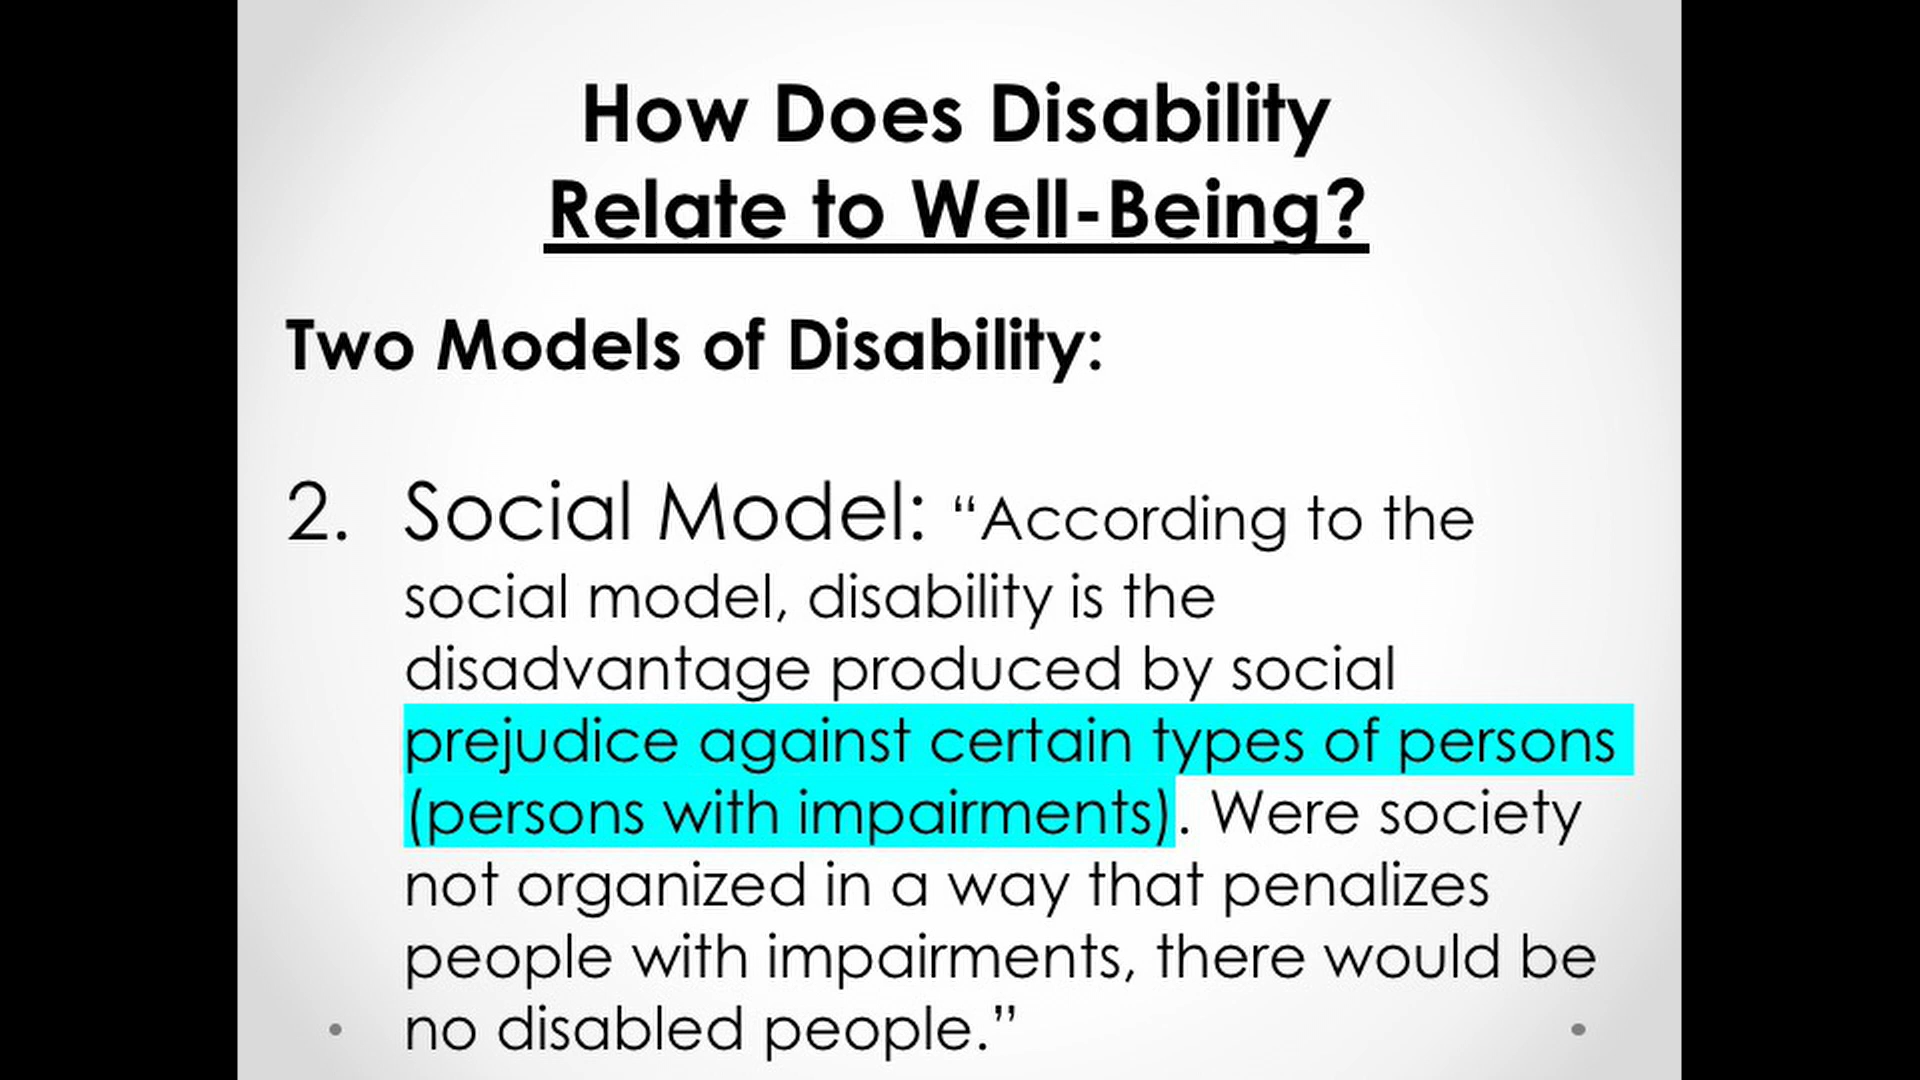 How Does Disability
Relate to Well-Being?
Two Models of Disability:
2. Social Model: “According to the
social model, disability is the
disadvantage produced by social
prejudice against certain types of persons
(persons with impairments). Were society
not organized in a way that penalizes
people with impairments, there would be
no disabled people.”